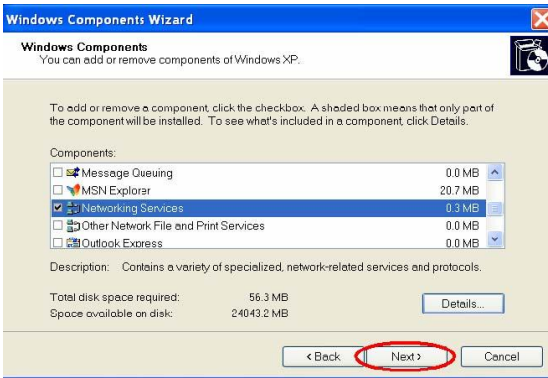 Windows Components Wizard
Windows Components
You can add or remove components of Windows XP.
To add or remove a component, click the checkbox. A shaded box means that only part of
the component will be installed. To see what's included in a component, click Details.
Components:
Message Queuing 0.0 MB
MSN Explorer 20.7 MB
Networking Services 0.3 MB
Other Network File and Print Services 0.0 MB
Outlook Express 0.0 MB
Description: Contains a variety of specialized, network-related services and protocols.
Total disk space required: 56.3 MB
Space available on disk: 24043.2 MB
Details...
< Back Next > Cancel